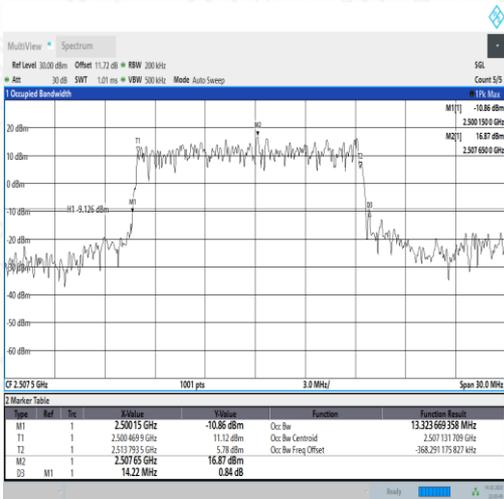 MultiView Spectrum
Ref Level 30.00 dBm Offset 11.72 dB RBW 200 kHz SGL
Att 30 dB SWT 1.01 ms VBW 500 kHz Mode Auto Sweep Count 5/5
1 Occupied Bandwidth 1Pk Max
M1[1] -10.86 dBm
2.500 150 0 GHz
M2[1] 16.87 dBm
2.507 650 0 GHz
M2
20 dBm
T1
10 dBm
0 dBm
M1
D3
H1 -9.126 dBm
-10 dBm
-20 dBm
-30 dBm
-40 dBm
-50 dBm
-60 dBm
CF 2.507 5 GHz 1001 pts 3.0 MHz/ Span 30.0 MHz
2 Marker Table
Type Ref Trc X-Value Y-Value Function Function Result
M1 1 2.500 15 GHz -10.86 dBm Occ Bw 13.323 669 358 MHz
T1 1 2.500 469 9 GHz 11.12 dBm Occ Bw Centroid 2.507 131 709 GHz
T2 1 2.513 793 5 GHz 5.78 dBm Occ Bw Freq Offset -368.291 175 827 kHz
M2 1 2.507 65 GHz 16.87 dBm
D3 M1 1 14.22 MHz 0.84 dB
Ready